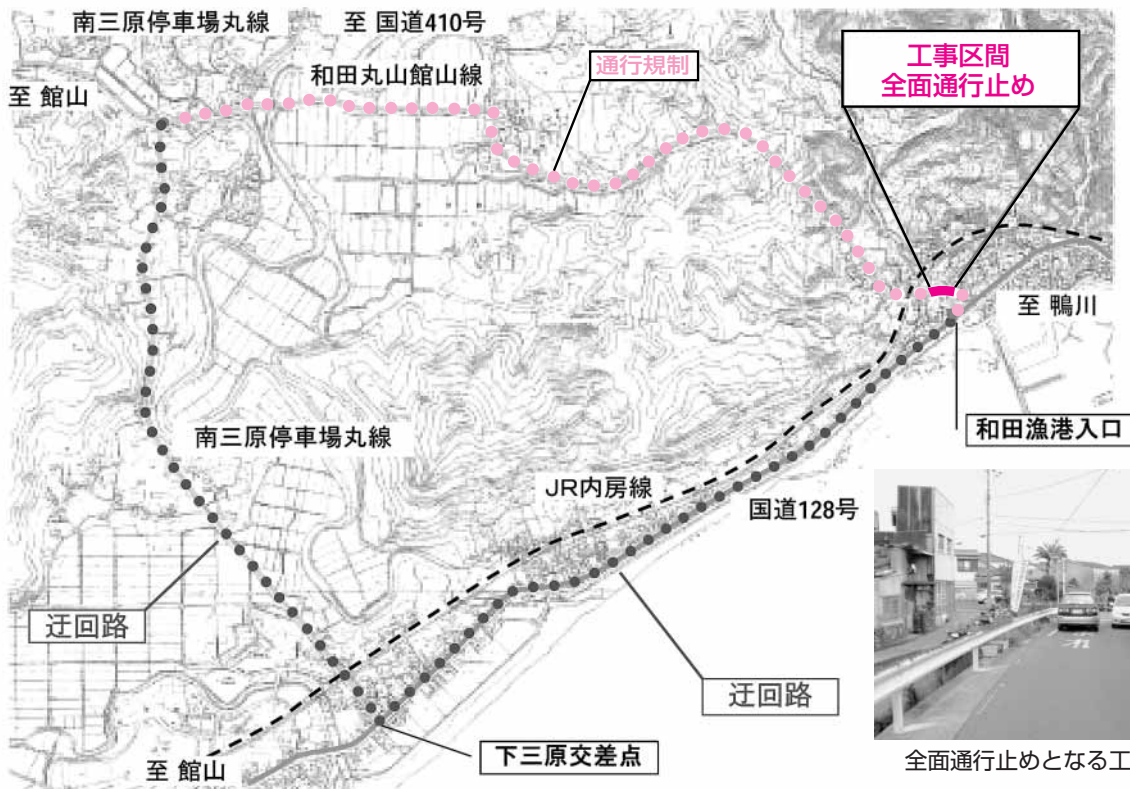 南三原停車場丸線
至 国道410号
工事区間
全面通行止め
通行規制
和田丸山館山線
至 館山
至 鴨川
和田漁港入口
南三原停車場丸線
JR内房線
国道128号
迂回路
迂回路
下三原交差点
至 館山
全面通行止めとなる工